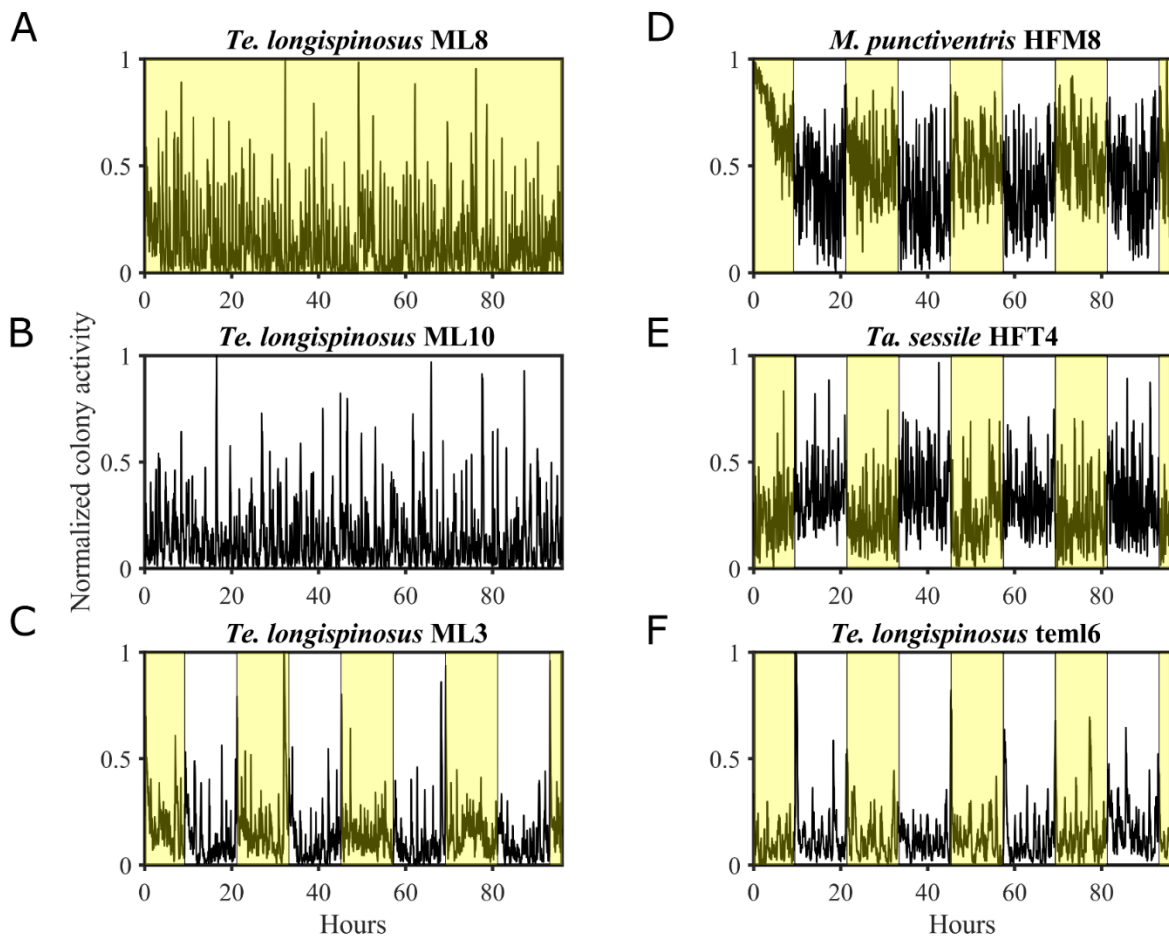 A
Te. longispinosus ML8
1
0.5
0
0 20 40 60 80
B
Te. longispinosus ML10
1
0.5
0
0 20 40 60 80
C
Te. longispinosus ML3
1
0.5
0
0 20 40 60 80
Hours
Normalized colony activity
D
M. punctiventris HFM8
1
0.5
0
0 20 40 60 80
E
Ta. sessile HFT4
1
0.5
0
0 20 40 60 80
F
Te. longispinosus teml6
1
0.5
0
0 20 40 60 80
Hours